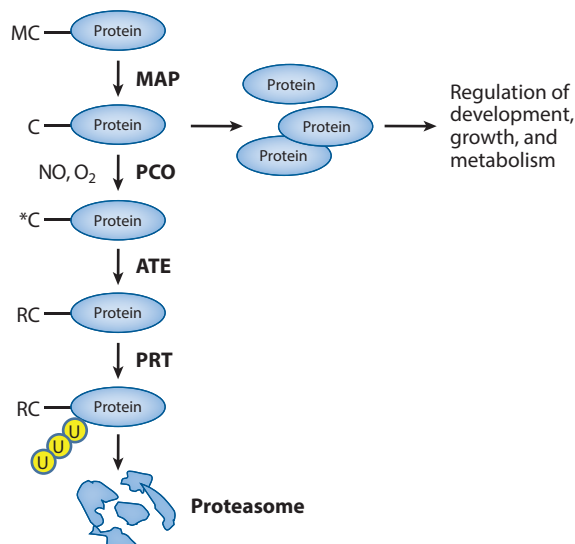 MC Protein
MAP
C Protein
Protein
Protein
Protein
Regulation of
development,
growth, and
metabolism
NO, O₂ PCO
*C Protein
ATE
RC Protein
PRT
RC Protein
U
U
U
Proteasome